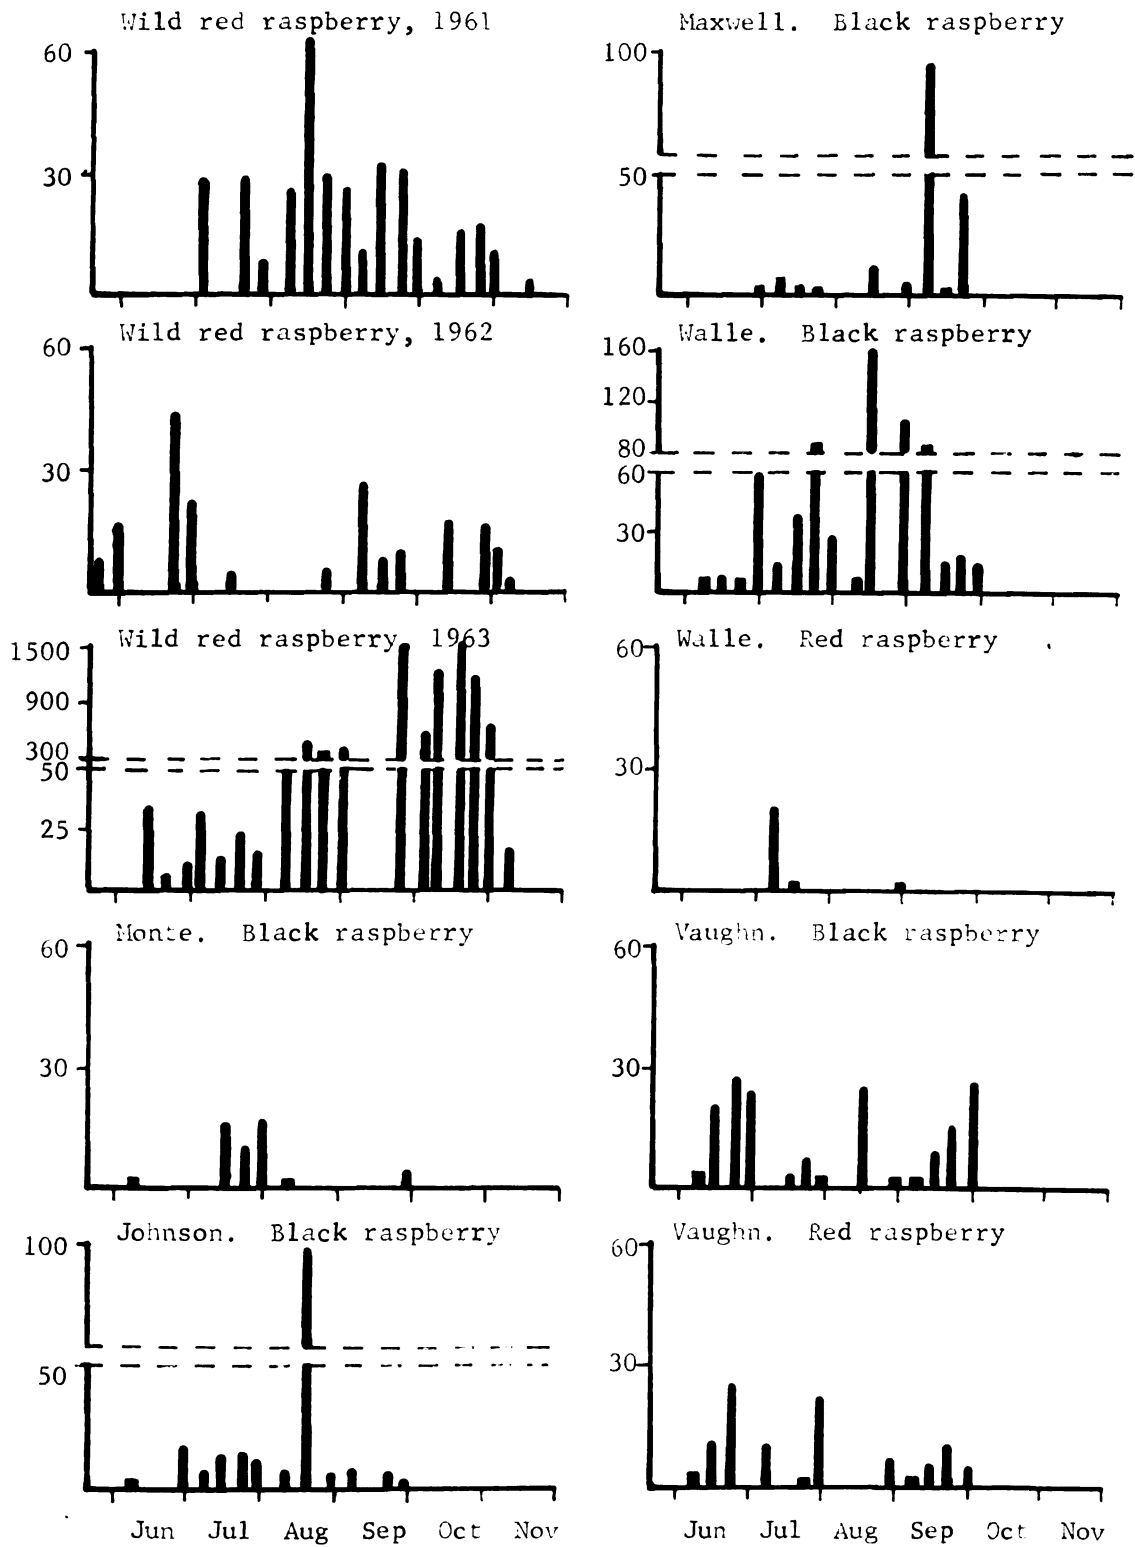 Wild red raspberry, 1961
60
30
Wild red raspberry, 1962
60
30
Wild red raspberry, 1963
1500
900
300
50
25
Monte. Black raspberry
60
30
Johnson. Black raspberry
100
50
Jun Jul Aug Sep Oct Nov
Maxwell. Black raspberry
100
50
Walle. Black raspberry
160
120
80
60
30
Walle. Red raspberry
60
30
Vaughn. Black raspberry
60
30
Vaughn. Red raspberry
60
30
Jun Jul Aug Sep Oct Nov